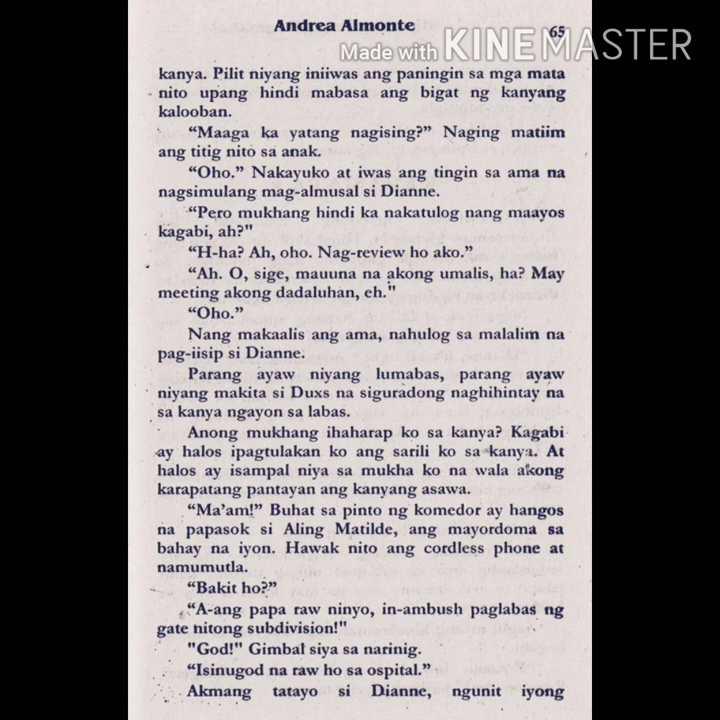 Andrea Almonte
65
Made with KINEMASTER
kanya. Pilit niyang iniiwas ang paningin sa mga mata
nito upang hindi mabasa ang bigat ng kanyang
kalooban.
“Maaga ka yatang nagising?” Naging matiim
ang titig nito sa anak.
“Oho.” Nakayuko at iwas ang tingin sa ama na
nagsimulang mag-almusal si Dianne.
“Pero mukhang hindi ka nakatulog nang maayos
kagabi, ah?"
“H-ha? Ah, oho. Nag-review ho ako.”
“Ah. O, sige, mauuna na akong umalis, ha? May
meeting akong dadaluhan, eh."
“Oho.”
Nang makaalis ang ama, nahulog sa malalim na
pag-iisip si Dianne.
Parang ayaw niyang lumabas, parang ayaw
niyang makita si Duxs na siguradong naghihintay na
sa kanya ngayon sa labas.
Anong mukhang ihaharap ko sa kanya? Kagabi
ay halos ipagtulakan ko ang sarili ko sa kanya. At
halos ay isampal niya sa mukha ko na wala akong
karapatang pantayan ang kanyang asawa.
“Ma’am!” Buhat sa pinto ng komedor ay hangos
na papasok si Aling Matilde, ang mayordoma sa
bahay na iyon. Hawak nito ang cordless phone at
namumutla.
“Bakit ho?”
“A-ang papa raw ninyo, in-ambush paglabas ng
gate nitong subdivision!"
"God!" Gimbal siya sa narinig.
“Isinugod na raw ho sa ospital.”
Akmang tatayo si Dianne, ngunit iyong